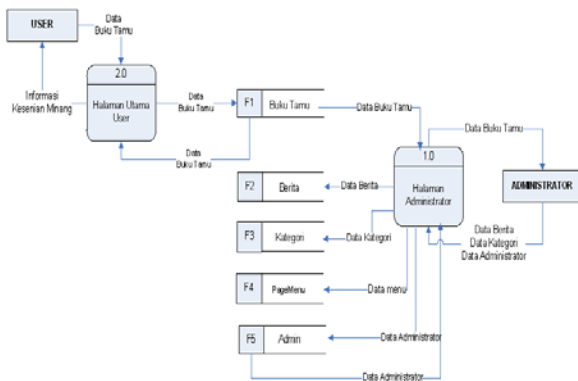 USER
Data
Buku Tamu
Informasi
Kesenian Minang
2.0
Halaman Utama
User
Data
Buku Tamu
F1
Buku Tamu
Data Buku Tamu
Data
Buku Tamu
1.0
Halaman
Administrator
Data Buku Tamu
ADMINISTRATOR
F2
Berita
Data Berita
Data Berita
Data Kategori
Data Administrator
F3
Kategori
Data Kategori
F4
PageMenu
Data menu
F5
Admin
Data Administrator
Data Administrator